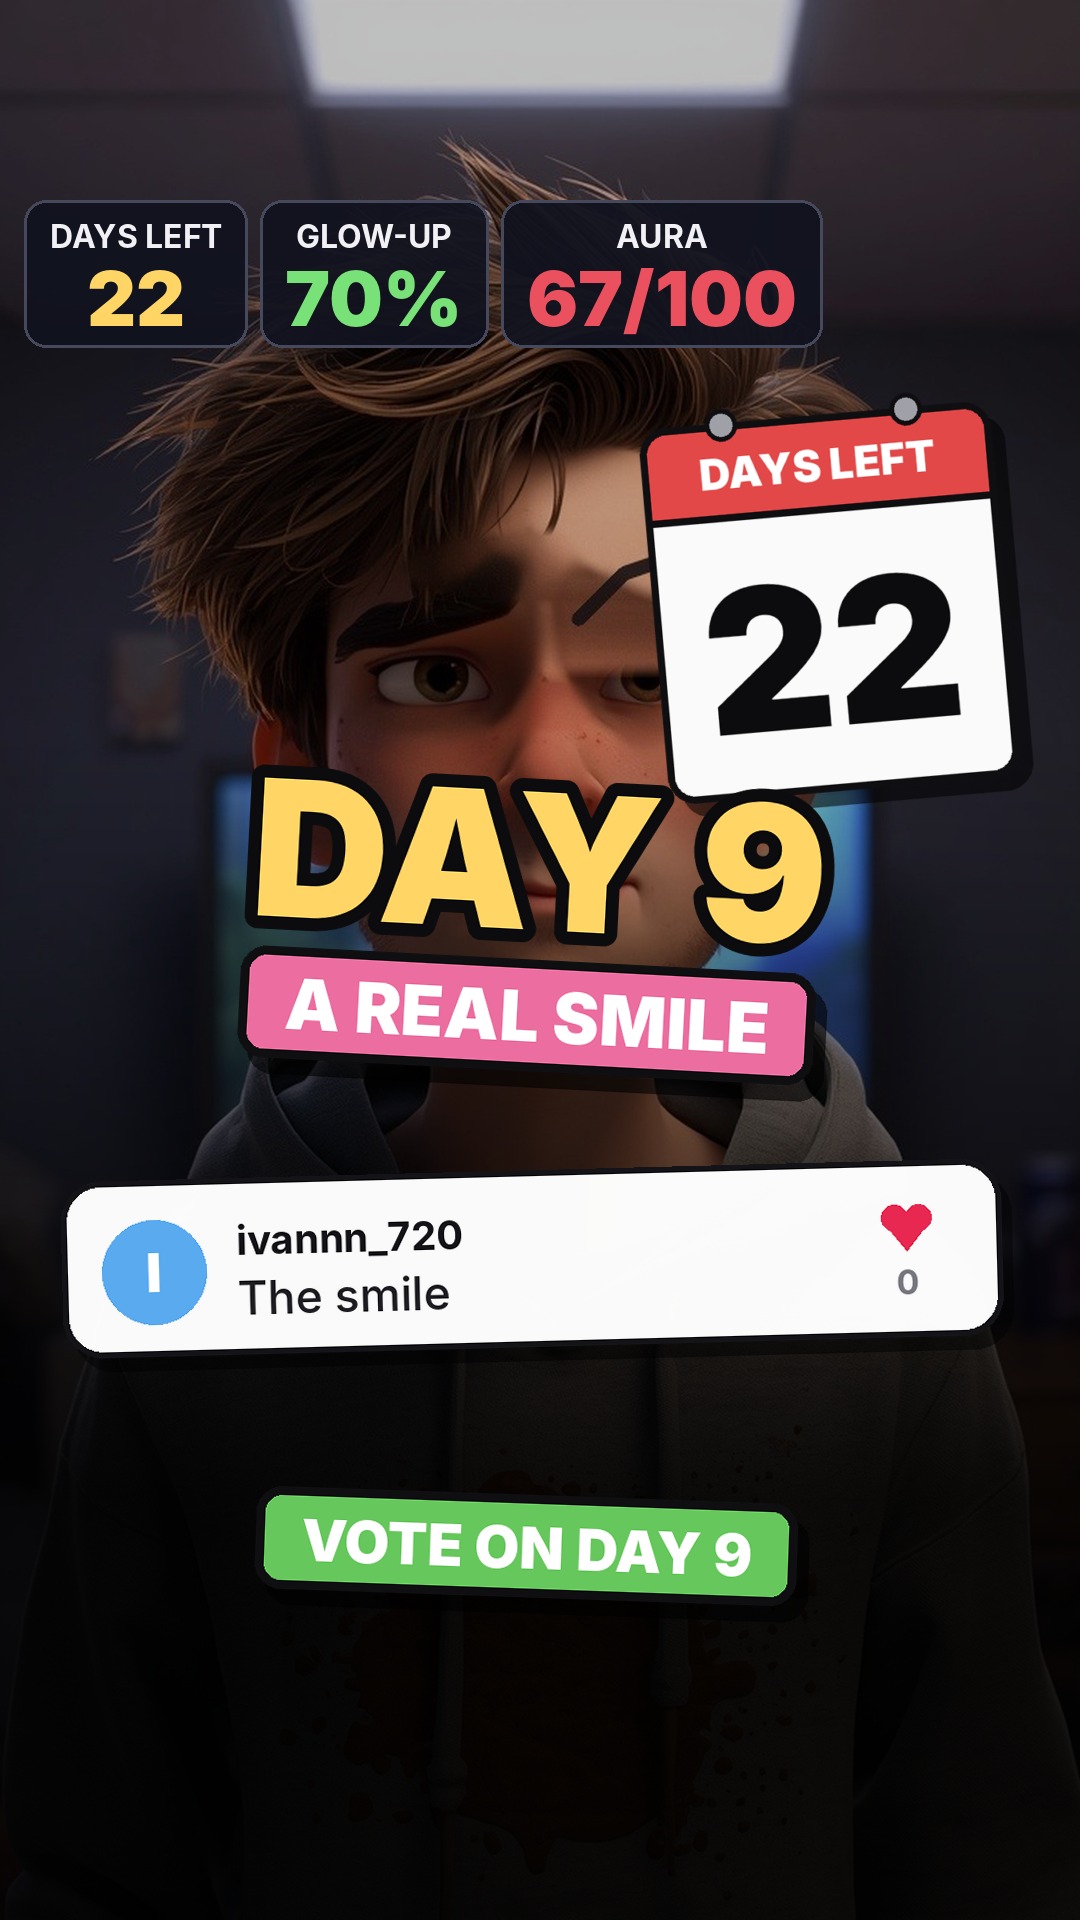 DAYS LEFT
22
GLOW-UP
70%
AURA
67/100
DAYS LEFT
22
DAY 9
A REAL SMILE
I
ivannn_720
The smile
0
VOTE ON DAY 9